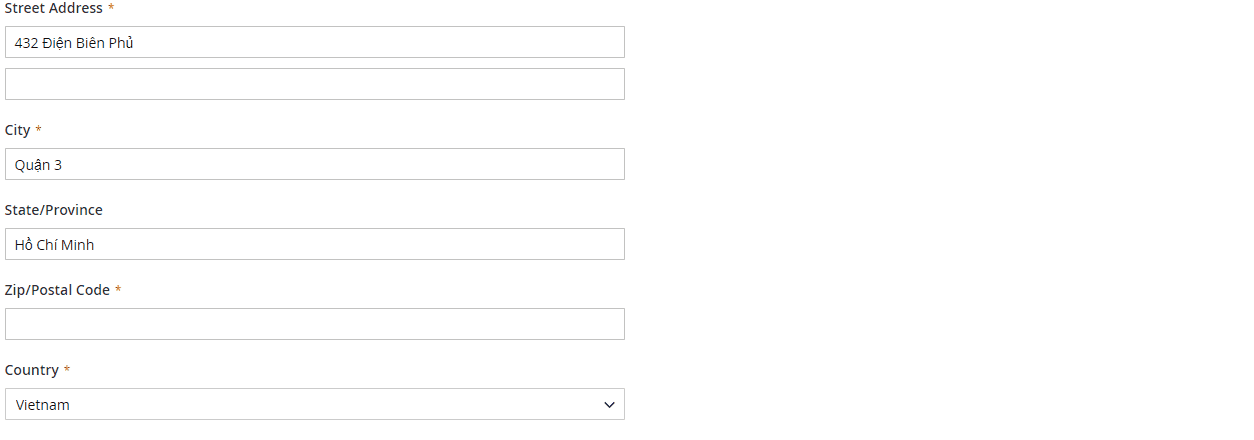 Street Address *
432 Điện Biên Phủ
City *
Quận 3
State/Province
Hồ Chí Minh
Zip/Postal Code *
Country *
Vietnam